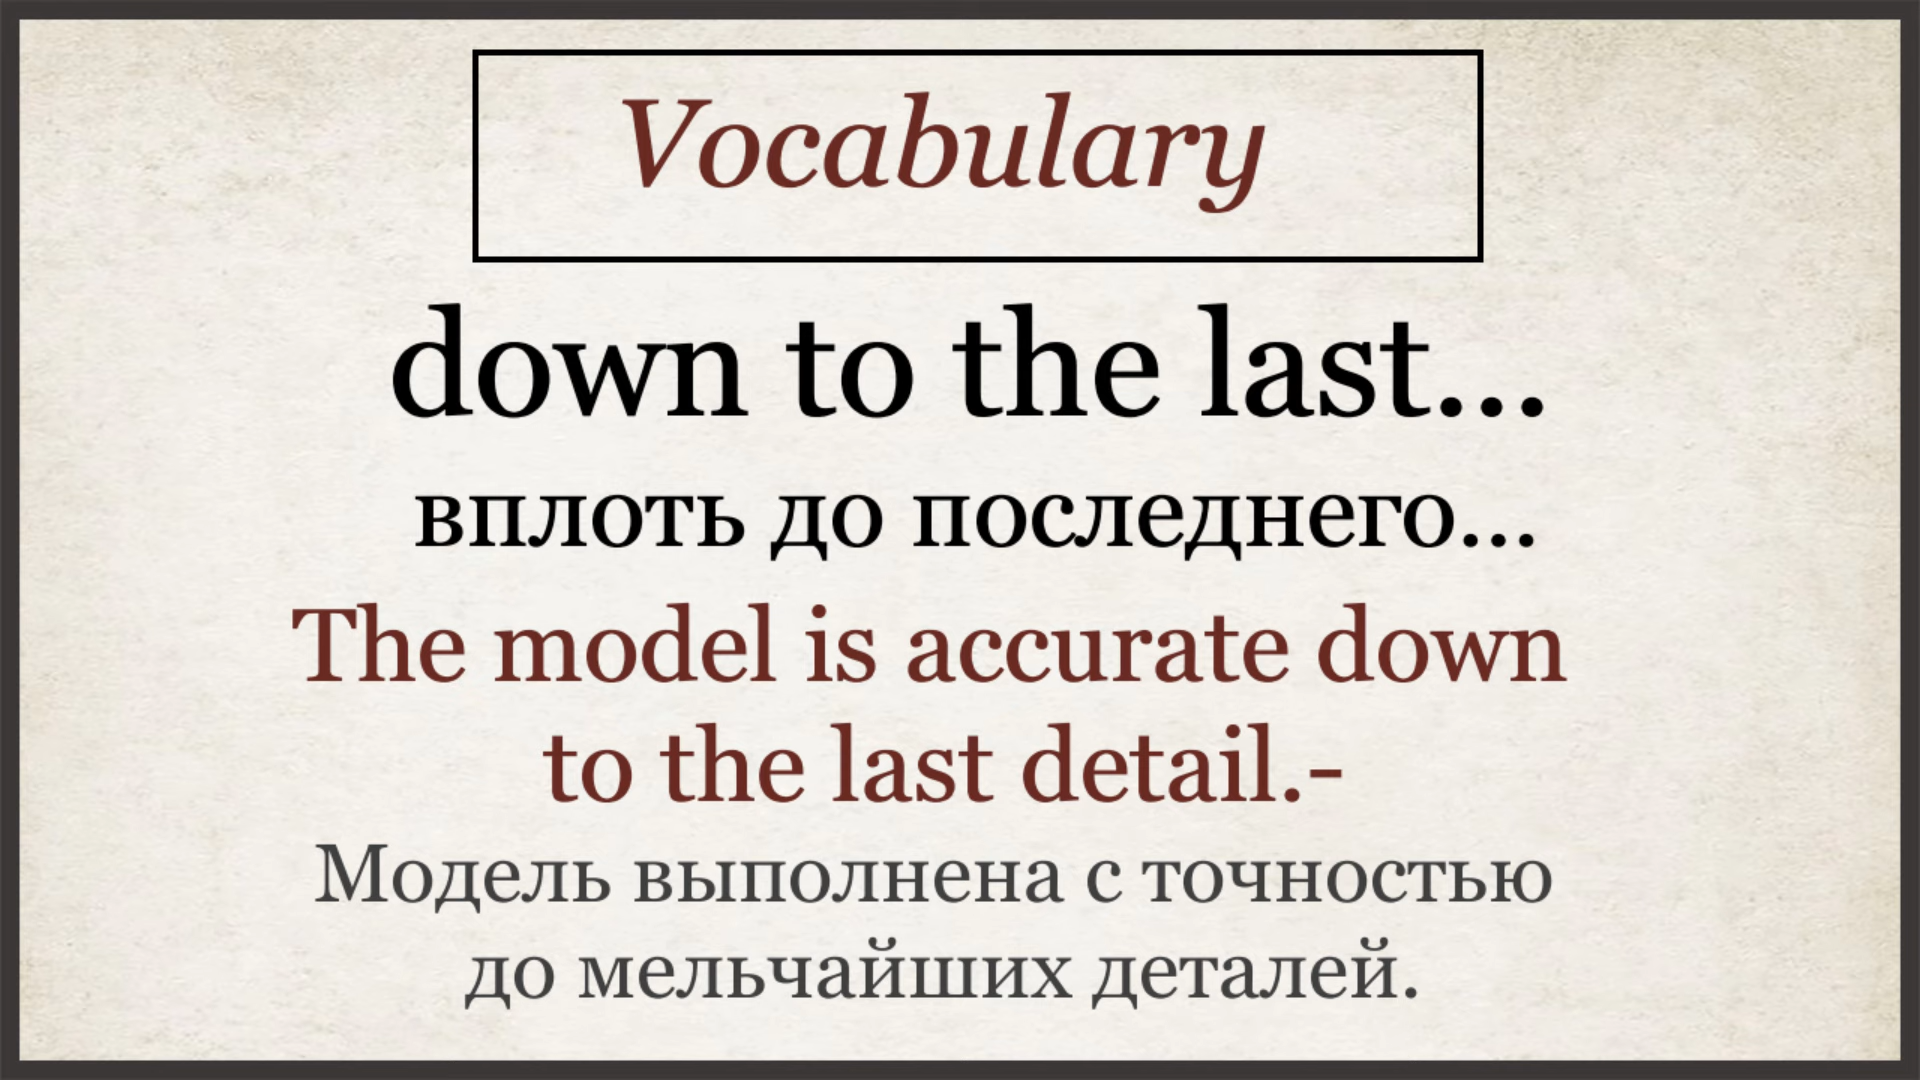 Vocabulary
down to the last...
вплоть до последнего...
The model is accurate down
to the last detail.-
Модель выполнена с точностью
до мельчайших деталей.